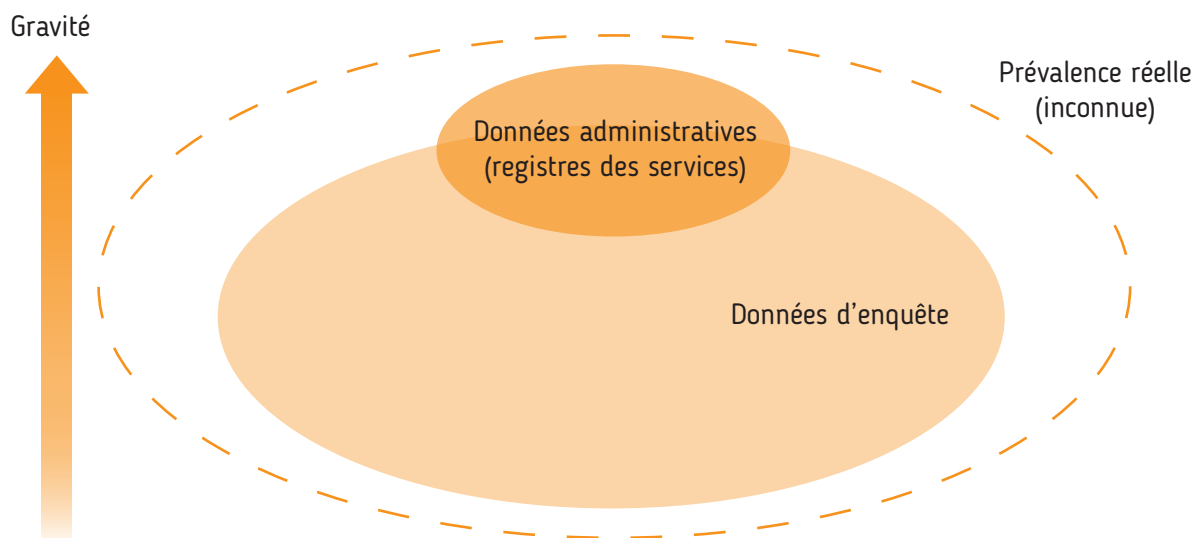 Gravité
Prévalence réelle
(inconnue)
Données administratives
(registres des services)
Données d’enquête